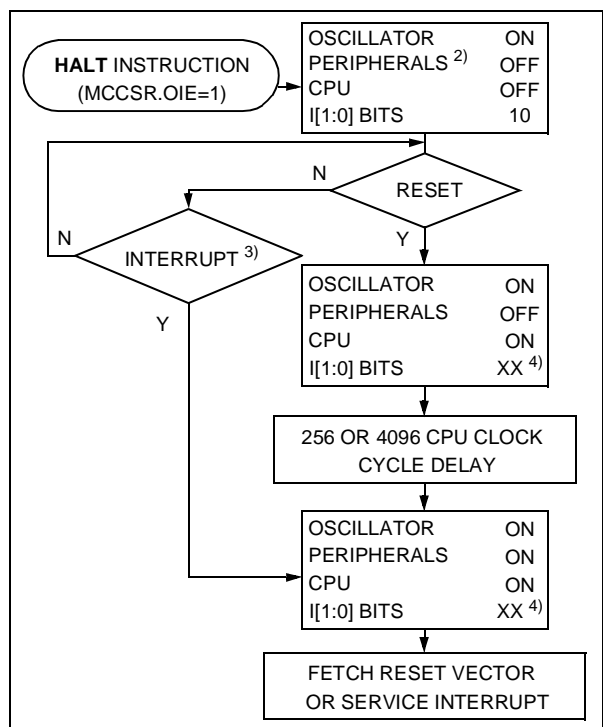 HALT INSTRUCTION
(MCCSR.OIE=1)
OSCILLATOR ON
PERIPHERALS 2) OFF
CPU OFF
I[1:0] BITS 10
N
RESET
N
INTERRUPT 3)
Y
Y
OSCILLATOR ON
PERIPHERALS OFF
CPU ON
I[1:0] BITS XX 4)
256 OR 4096 CPU CLOCK
CYCLE DELAY
OSCILLATOR ON
PERIPHERALS ON
CPU ON
I[1:0] BITS XX 4)
FETCH RESET VECTOR
OR SERVICE INTERRUPT